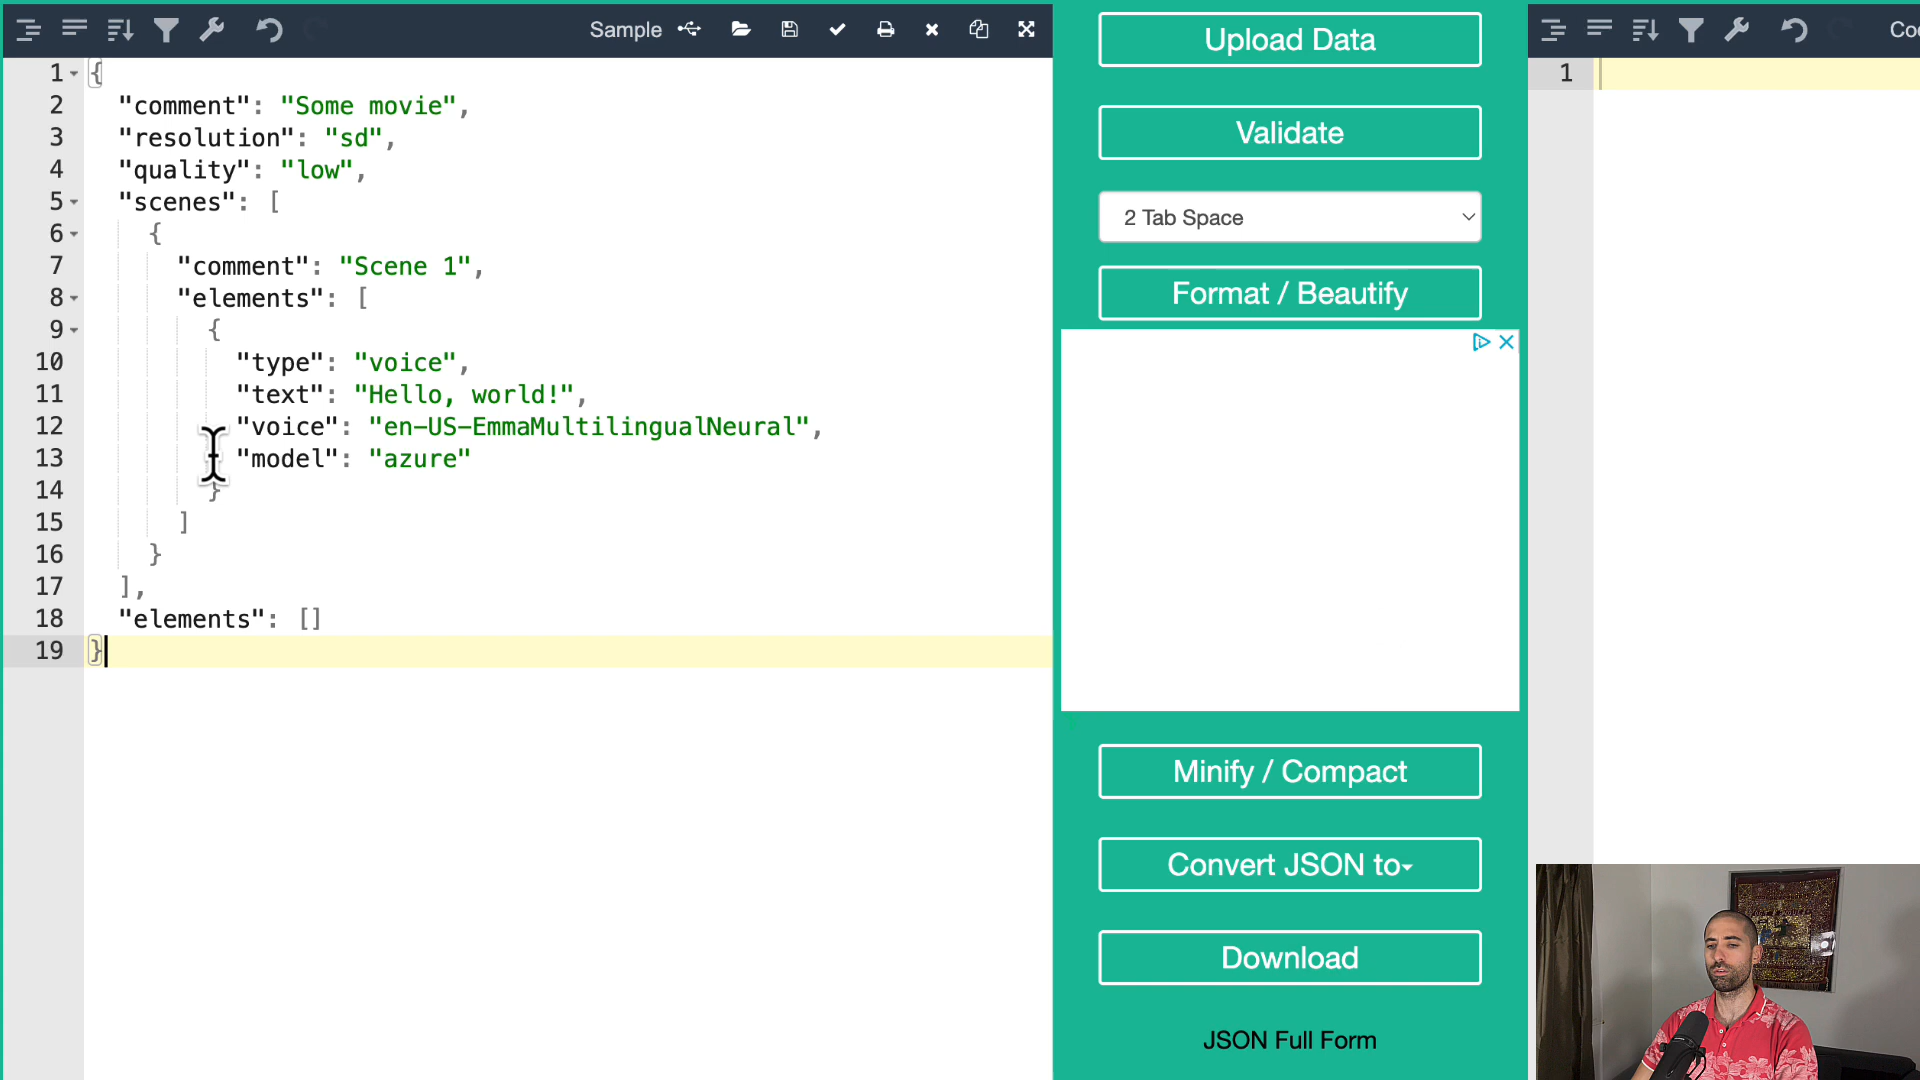 Sample
1 {
2 "comment": "Some movie",
3 "resolution": "sd",
4 "quality": "low",
5 "scenes": [
6 {
7 "comment": "Scene 1",
8 "elements": [
9 {
10 "type": "voice",
11 "text": "Hello, world!",
12 "voice": "en-US-EmmaMultilingualNeural",
13 "model": "azure"
14 }
15 ]
16 }
17 ],
18 "elements": []
19 }
Upload Data
Validate
2 Tab Space
Format / Beautify
Minify / Compact
Convert JSON to
Download
JSON Full Form
1